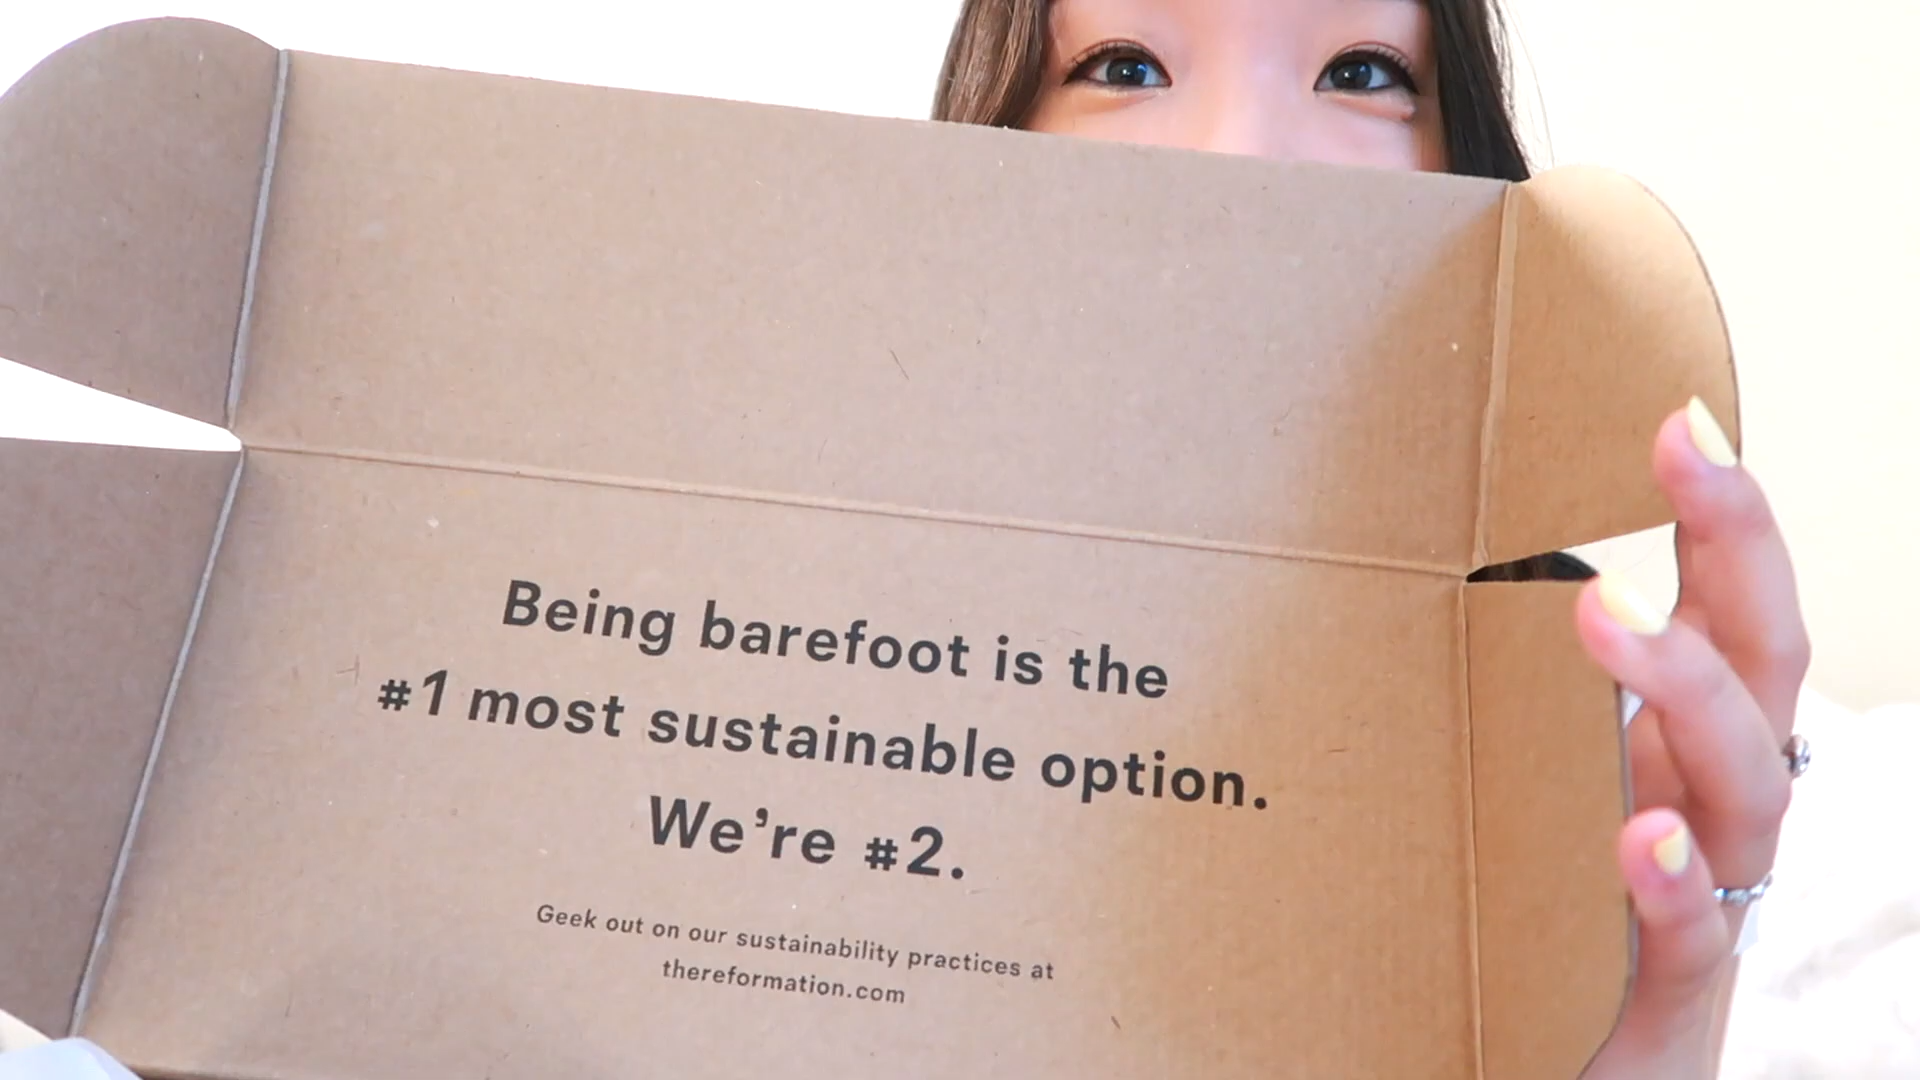 Being barefoot is the
#1 most sustainable option.
We're #2.
Geek out on our sustainability practices at
thereformation.com